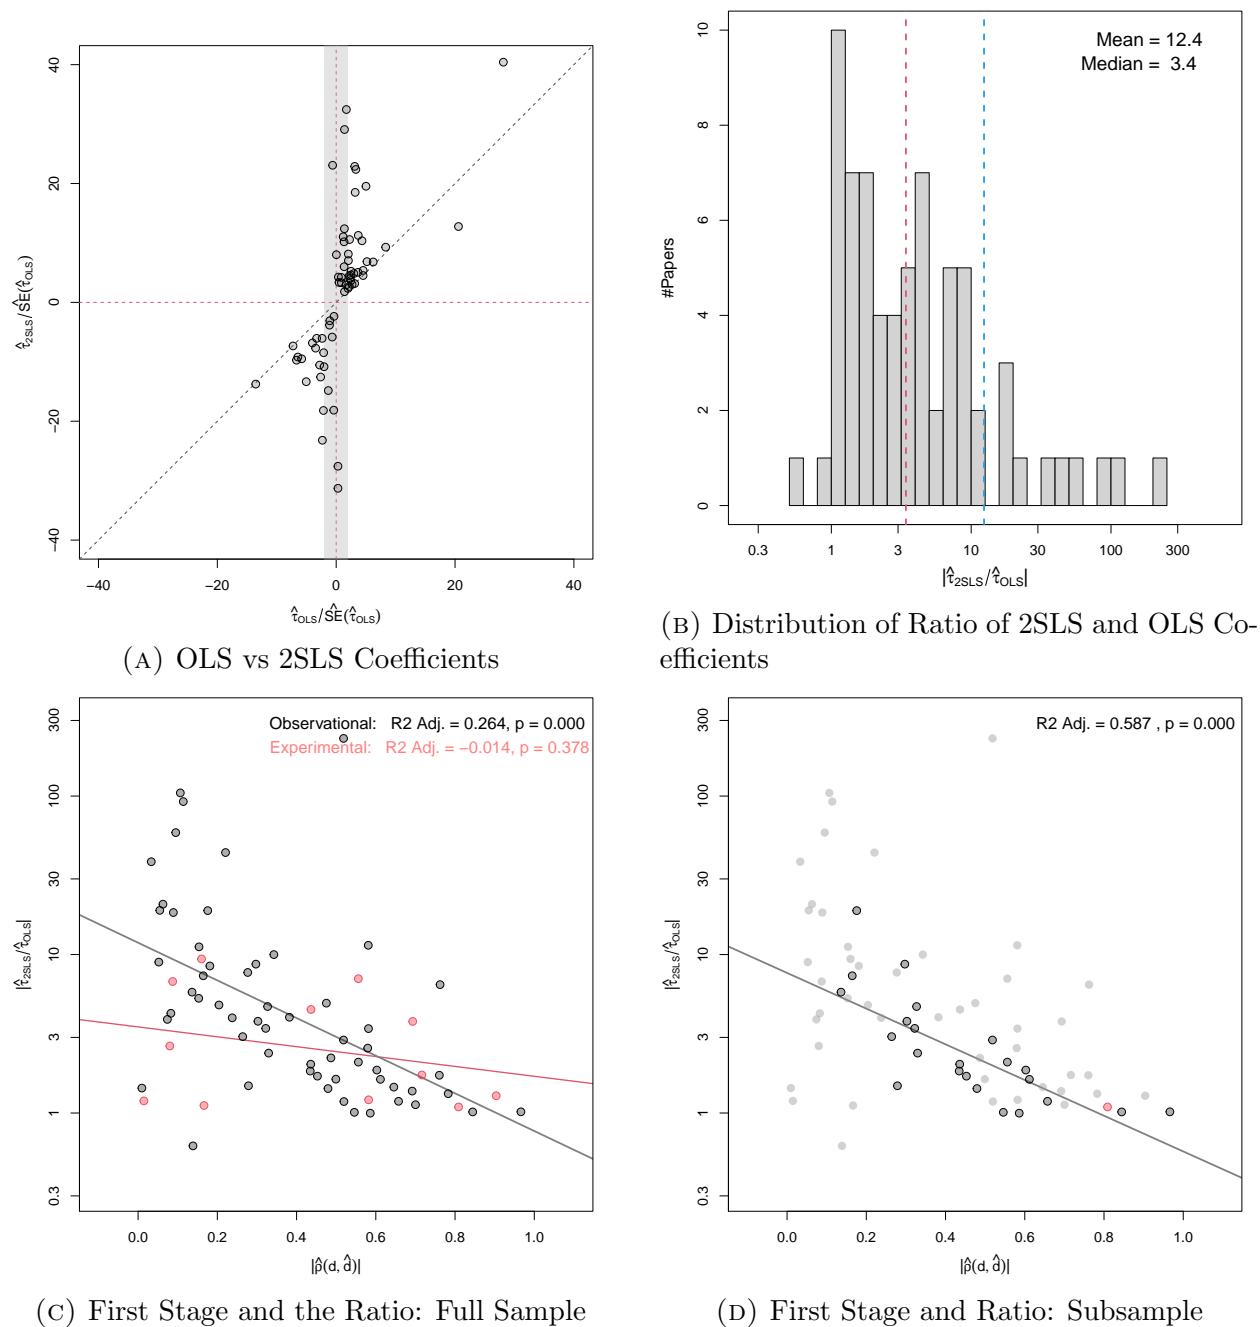 40
20
0
−20
−40
τ̂2SLS/ŜE(τ̂OLS)
−40 −20 0 20 40
τ̂OLS/ŜE(τ̂OLS)
(A) OLS vs 2SLS Coefficients
Mean = 12.4
Median = 3.4
10
8
6
4
2
0
#Papers
0.3 1 3 10 30 100 300
|τ̂2SLS/τ̂OLS|
(B) Distribution of Ratio of 2SLS and OLS Co-
efficients
Observational: R2 Adj. = 0.264, p = 0.000
Experimental: R2 Adj. = −0.014, p = 0.378
300
100
30
10
3
1
0.3
|τ̂2SLS/τ̂OLS|
0.0 0.2 0.4 0.6 0.8 1.0
|ρ̂(d, d̂)|
(C) First Stage and the Ratio: Full Sample
R2 Adj. = 0.587 , p = 0.000
300
100
30
10
3
1
0.3
|τ̂2SLS/τ̂OLS|
0.0 0.2 0.4 0.6 0.8 1.0
|ρ̂(d, d̂)|
(D) First Stage and Ratio: Subsample